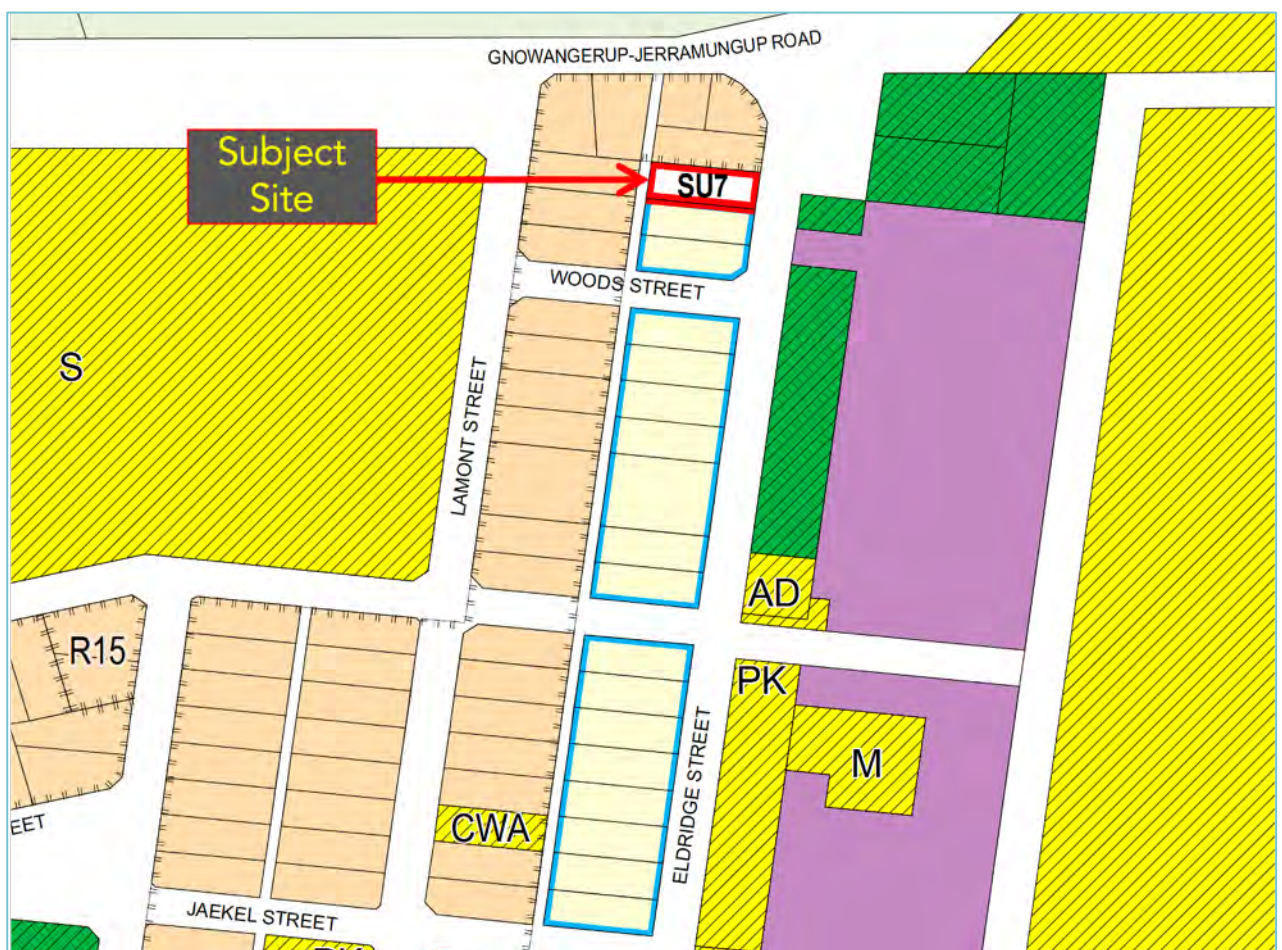 GNOWANGERUP-JERRAMUNGUP ROAD
Subject
Site
SU7
WOODS STREET
S
LAMONT STREET
AD
R15
PK
ELDRIDGE STREET
M
CWA
EET
JAEKEL STREET